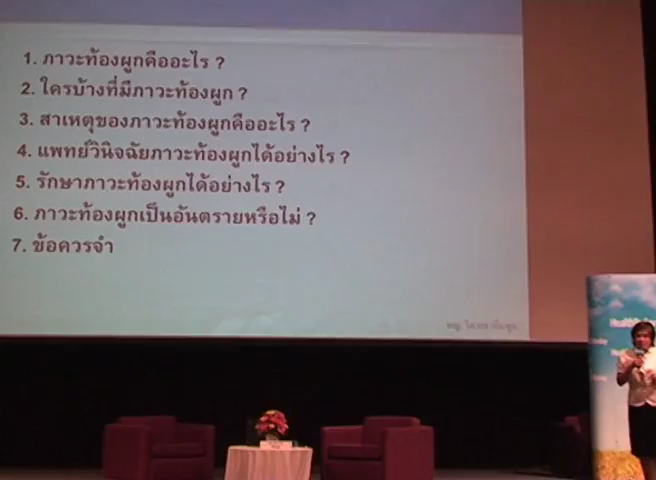 1. ภาวะท้องผูกคืออะไร ?
2. ใครบ้างที่มีภาวะท้องผูก ?
3. สาเหตุของภาวะท้องผูกคืออะไร ?
4. แพทย์วินิจฉัยภาวะท้องผูกได้อย่างไร ?
5. รักษาภาวะท้องผูกได้อย่างไร ?
6. ภาวะท้องผูกเป็นอันตรายหรือไม่ ?
7. ข้อควรจำ